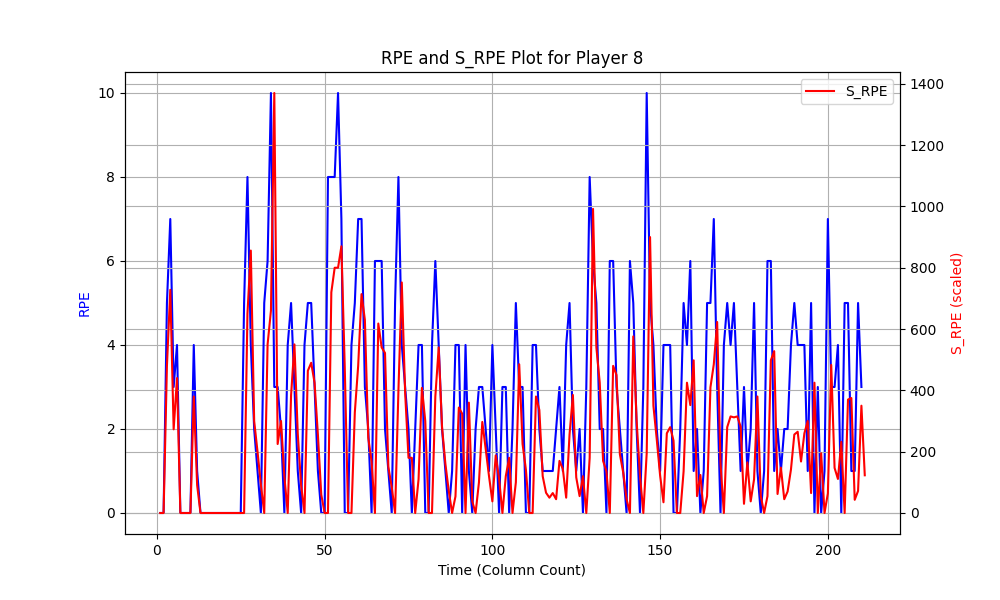 RPE and S_RPE Plot for Player 8
S_RPE
RPE
10
8
6
4
2
0
1400
1200
1000
800
600
400
200
0
S_RPE (scaled)
0 50 100 150 200
Time (Column Count)